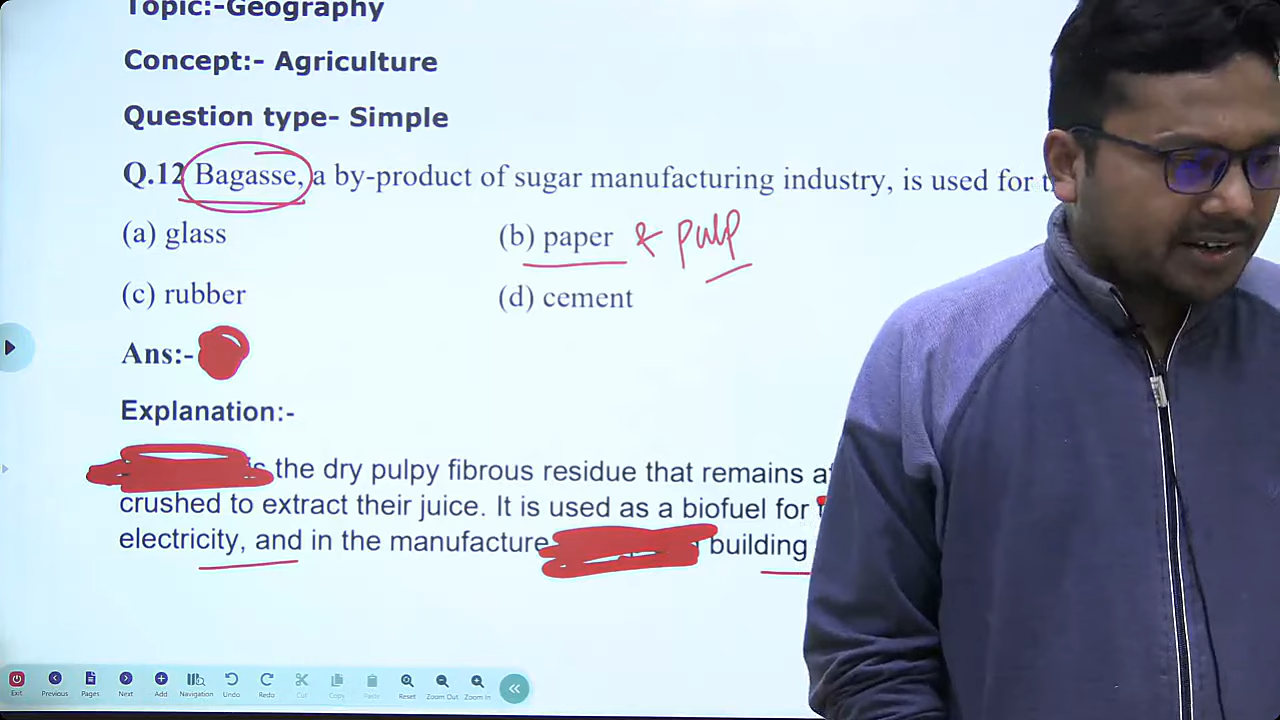 Topic:-Geography
Concept:- Agriculture
Question type- Simple
Q.12 Bagasse, a by-product of sugar manufacturing industry, is used for
(a) glass
(b) paper & pulp
(c) rubber
(d) cement
Ans:-
Explanation:-
the dry pulpy fibrous residue that remains
crushed to extract their juice. It is used as a biofuel for
electricity, and in the manufacture building
Exit Previous Pages Next Add Navigation Undo Redo Cut Copy Paste Reset Zoom Out Zoom In